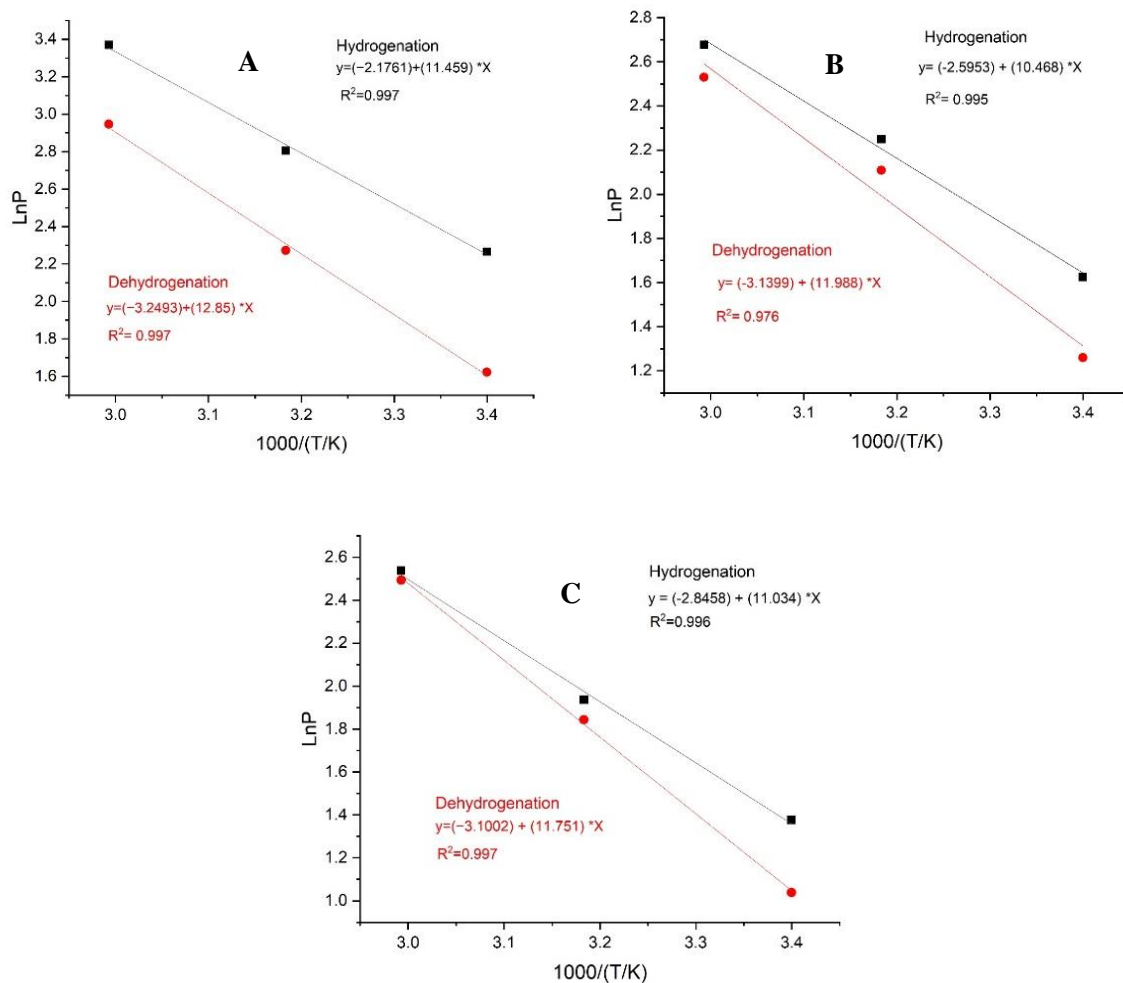 A
Hydrogenation
y=(−2.1761)+(11.459) *X
R²=0.997
Dehydrogenation
y=(−3.2493)+(12.85) *X
R²= 0.997
LnP
3.4
3.2
3.0
2.8
2.6
2.4
2.2
2.0
1.8
1.6
3.0 3.1 3.2 3.3 3.4
1000/(T/K)
B
Hydrogenation
y= (-2.5953) + (10.468) *X
R²= 0.995
Dehydrogenation
y= (-3.1399) + (11.988) *X
R²= 0.976
LnP
2.8
2.6
2.4
2.2
2.0
1.8
1.6
1.4
1.2
3.0 3.1 3.2 3.3 3.4
1000/(T/K)
C
Hydrogenation
y = (-2.8458) + (11.034) *X
R²=0.996
Dehydrogenation
y=(−3.1002) + (11.751) *X
R²=0.997
LnP
2.6
2.4
2.2
2.0
1.8
1.6
1.4
1.2
1.0
3.0 3.1 3.2 3.3 3.4
1000/(T/K)